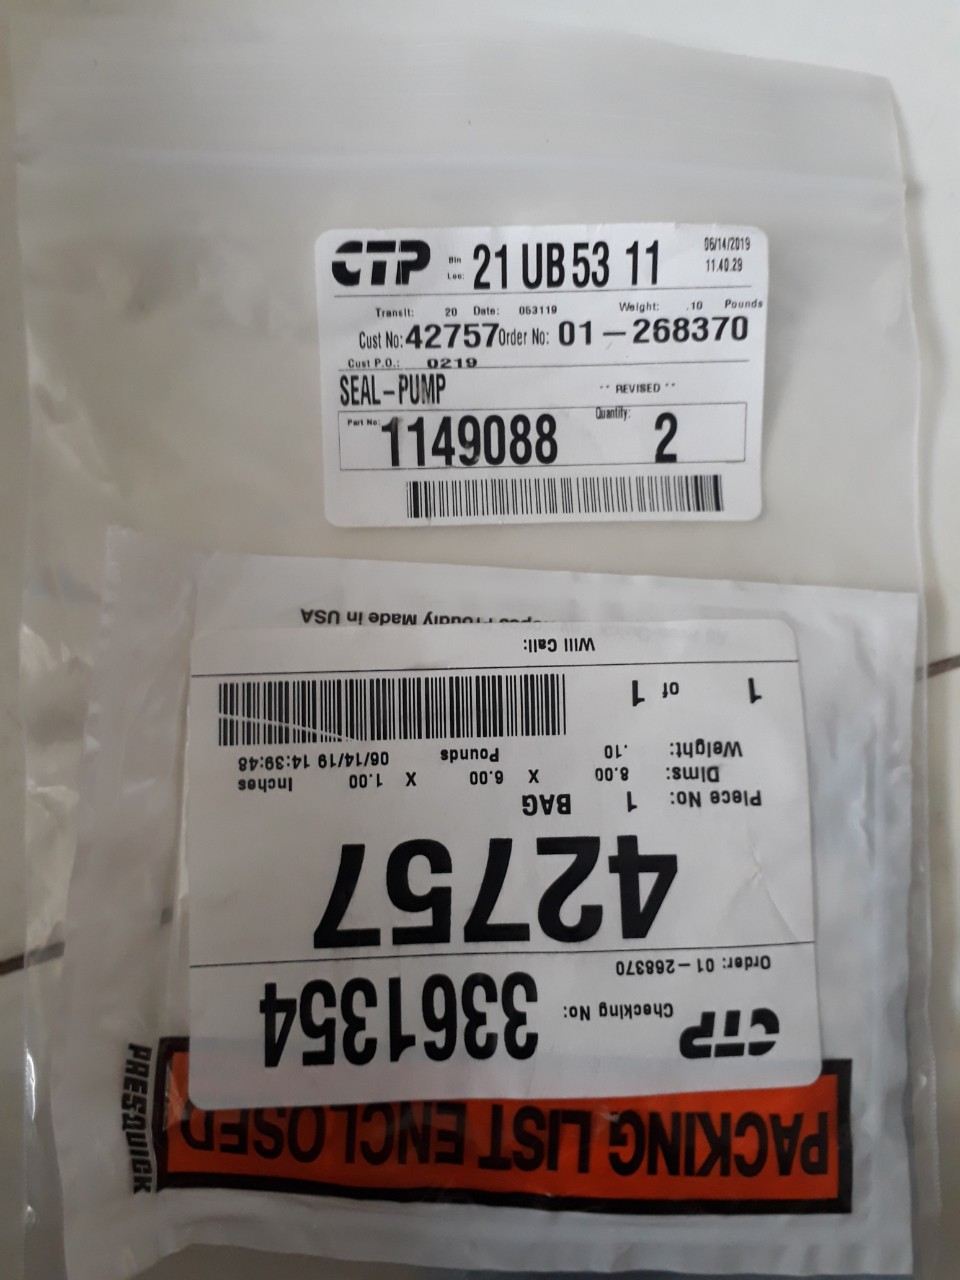 CTP Bin Loc: 21 UB53 11 06/14/2019 11.40.29
Transit: 20 Date: 053119 Weight: .10 Pounds
Cust No: 42757 Order No: 01-268370
Cust P.O.: 0219
SEAL-PUMP ** REVISED **
Part No: 1149088 Quantity: 2
PACKING LIST ENCLOSED
PRESQUICK
CTP Checking No: 3361354
Order: 01-268370
42757
Piece No: 1 BAG
Dims: 8.00 X 6.00 X 1.00 Inches
Weight: .10 Pounds 06/14/19 14:39:48
1 of 1
Will Call:
Proudly Made in USA